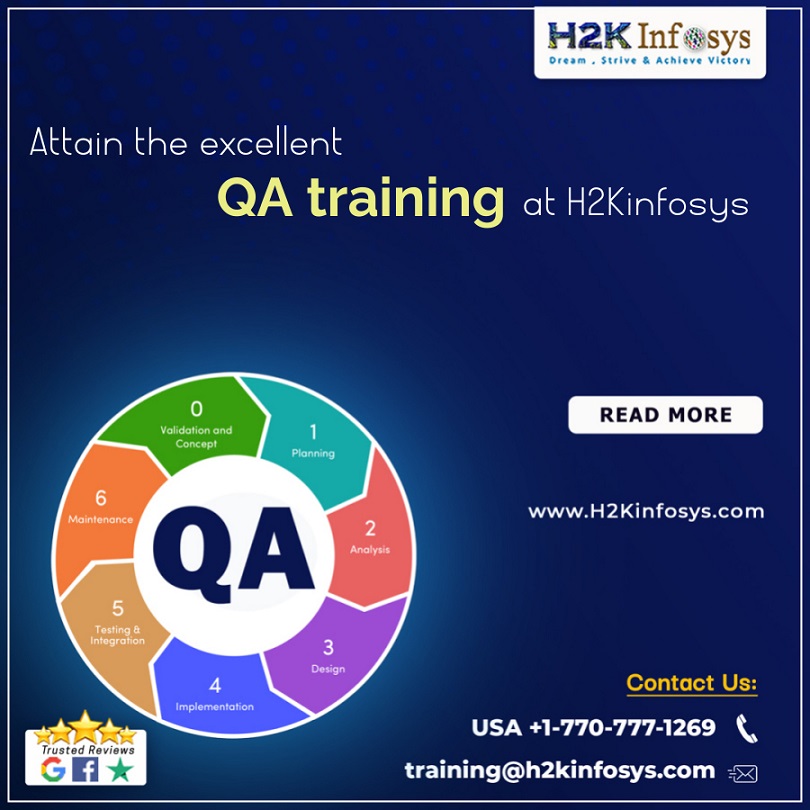 H2K Infosys
Dream , Strive & Achieve Victory
Attain the excellent
QA training at H2Kinfosys
0
Validation and
Concept
1
Planning
2
Analysis
3
Design
4
Implementation
5
Testing &
Integration
6
Maintenance
QA
READ MORE
www.H2Kinfosys.com
Contact Us:
USA +1-770-777-1269
training@h2kinfosys.com
Trusted Reviews
G f